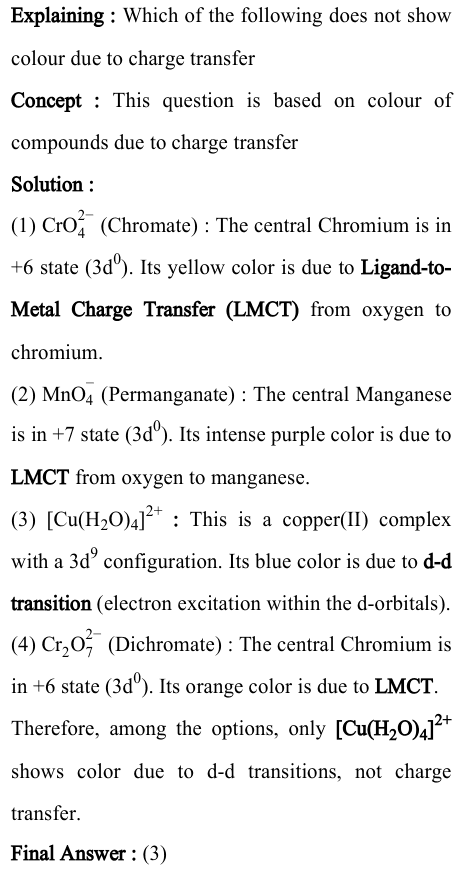 Explaining : Which of the following does not show
colour due to charge transfer
Concept : This question is based on colour of
compounds due to charge transfer
Solution :
(1) CrO₄²⁻ (Chromate) : The central Chromium is in
+6 state (3d⁰). Its yellow color is due to Ligand-to-
Metal Charge Transfer (LMCT) from oxygen to
chromium.
(2) MnO₄⁻ (Permanganate) : The central Manganese
is in +7 state (3d⁰). Its intense purple color is due to
LMCT from oxygen to manganese.
(3) [Cu(H₂O)₄]²⁺ : This is a copper(II) complex
with a 3d⁹ configuration. Its blue color is due to d-d
transition (electron excitation within the d-orbitals).
(4) Cr₂O₇²⁻ (Dichromate) : The central Chromium is
in +6 state (3d⁰). Its orange color is due to LMCT.
Therefore, among the options, only [Cu(H₂O)₄]²⁺
shows color due to d-d transitions, not charge
transfer.
Final Answer : (3)